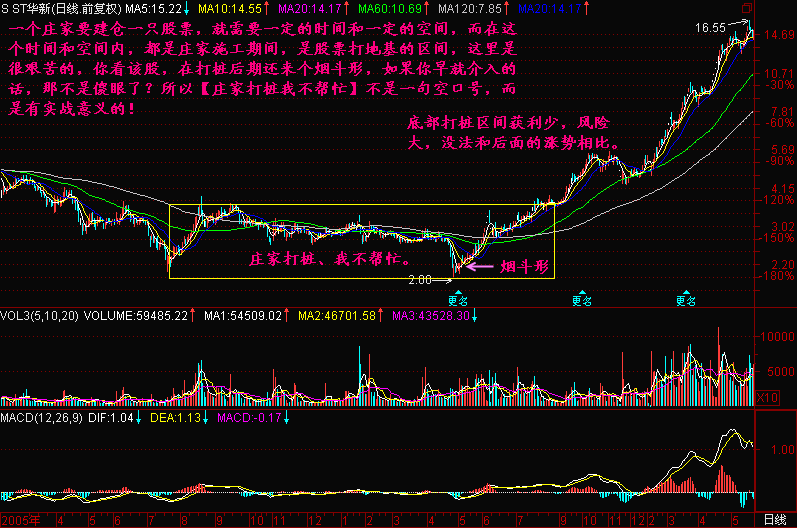 S ST华新(日线,前复权) MA5:15.22↓ MA10:14.55↑ MA20:14.17↑ MA60:10.69↑ MA120:7.85↑ MA20:14.17↑
一个庄家要建仓一只股票，就需要一定的时间和一定的空间，而在这
个时间和空间内，都是庄家施工期间，是股票打地基的区间，这里是
很艰苦的，你看该股，在打桩后期还来个烟斗形，如果你早就介入的
话，那不是傻眼了？所以【庄家打桩我不帮忙】不是一句空口号，而
是有实战意义的！
16.55
14.69
10.71
-30%
底部打桩区间获利少，风险
大，没法和后面的涨势相比。
7.81
-60%
5.69
-90%
4.15
-120%
3.02
-150%
庄家打桩、我不帮忙。
烟斗形
2.20
-180%
2.00
更名
更名
更名
VOL3(5,10,20) VOLUME:59485.22↑ MA1:54509.02↑ MA2:46701.58↑ MA3:43528.30↓
10000
5000
X10
MACD(12,26,9) DIF:1.04↓ DEA:1.13↓ MACD:-0.17↓
1.00
2005年 4 5 6 7 8 9 10 11 12 2 3 4 5 6 7 9 10 11 12 2 3 4 5 日线